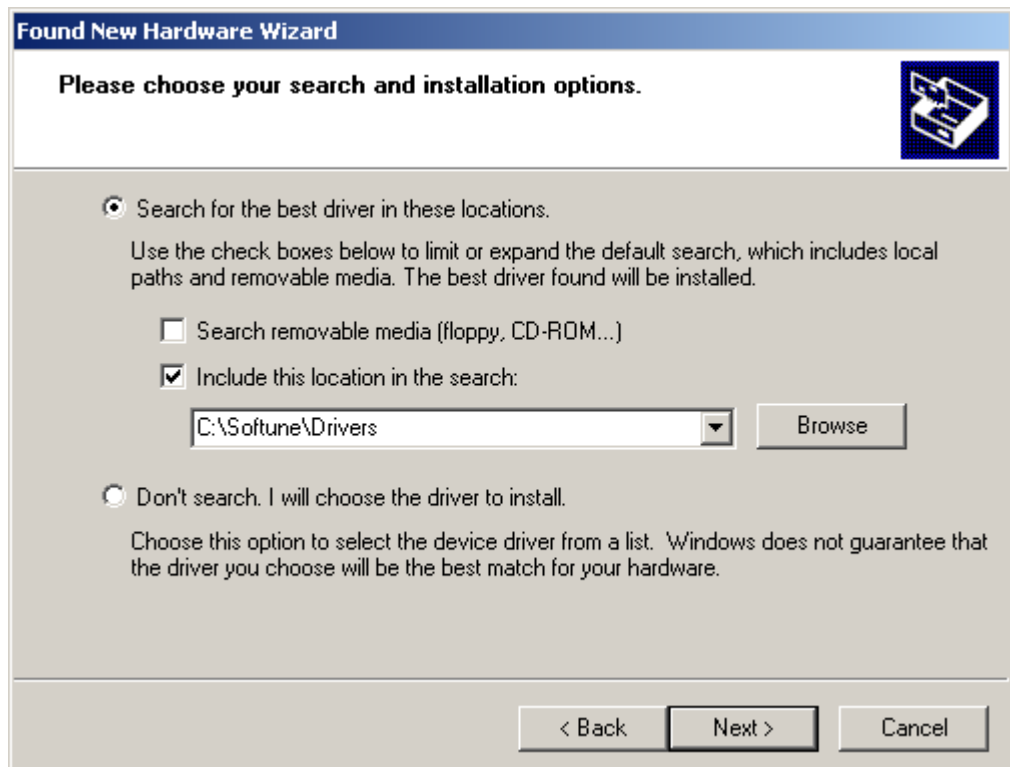 Found New Hardware Wizard
Please choose your search and installation options.
Search for the best driver in these locations.
Use the check boxes below to limit or expand the default search, which includes local
paths and removable media. The best driver found will be installed.
Search removable media (floppy, CD-ROM...)
Include this location in the search:
C:\Softune\Drivers
Browse
Don't search. I will choose the driver to install.
Choose this option to select the device driver from a list.  Windows does not guarantee that
the driver you choose will be the best match for your hardware.
< Back
Next >
Cancel